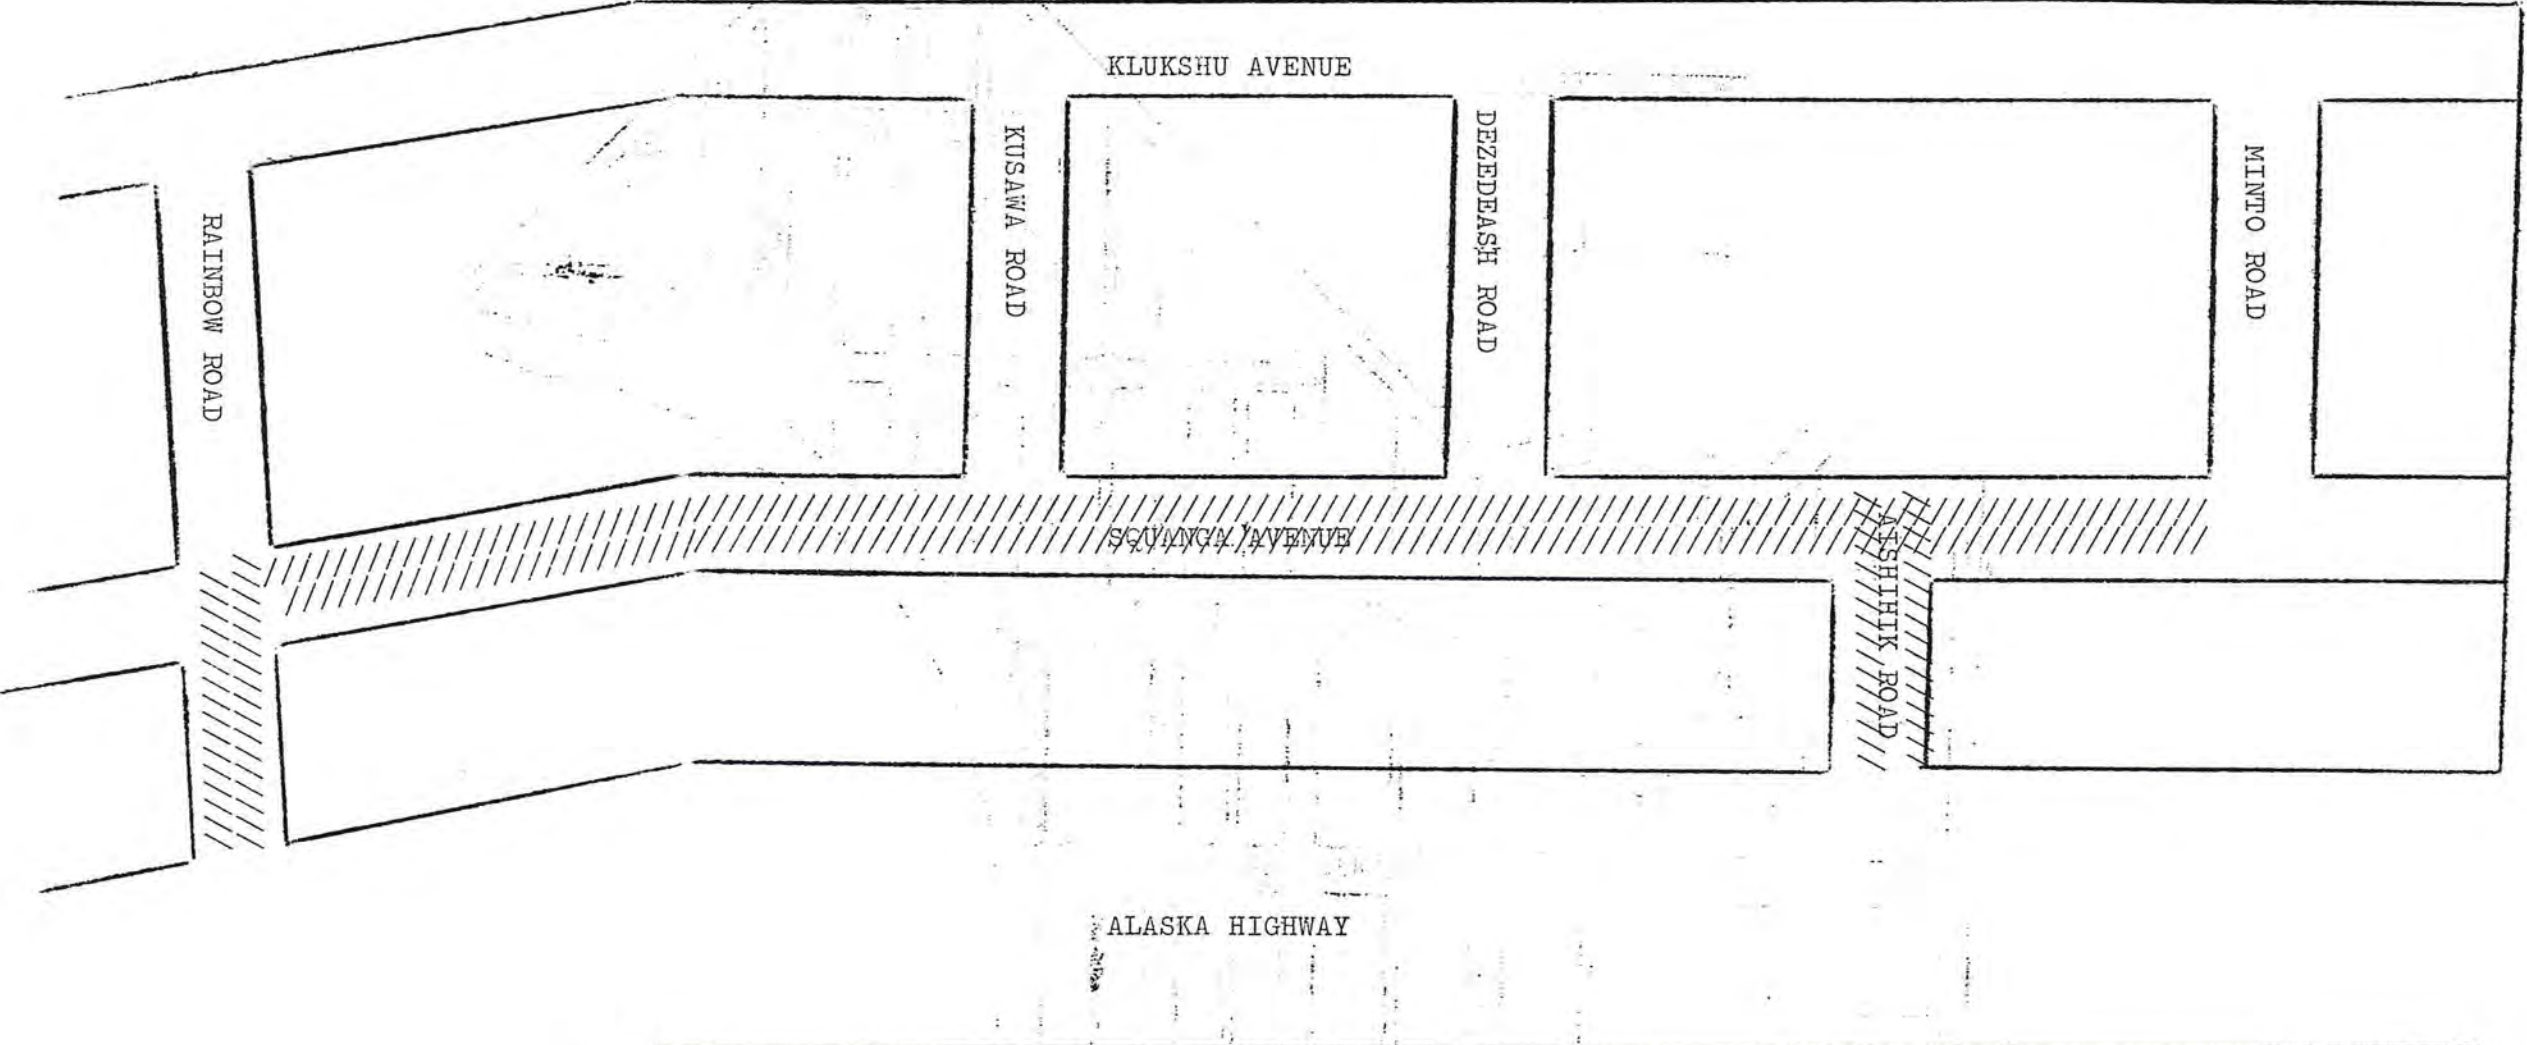 KLUKSHU AVENUE
RAINBOW ROAD
KUSAWA ROAD
DEZEDEASH ROAD
MINTO ROAD
SQUANGA AVENUE
AISHIHIK ROAD
ALASKA HIGHWAY